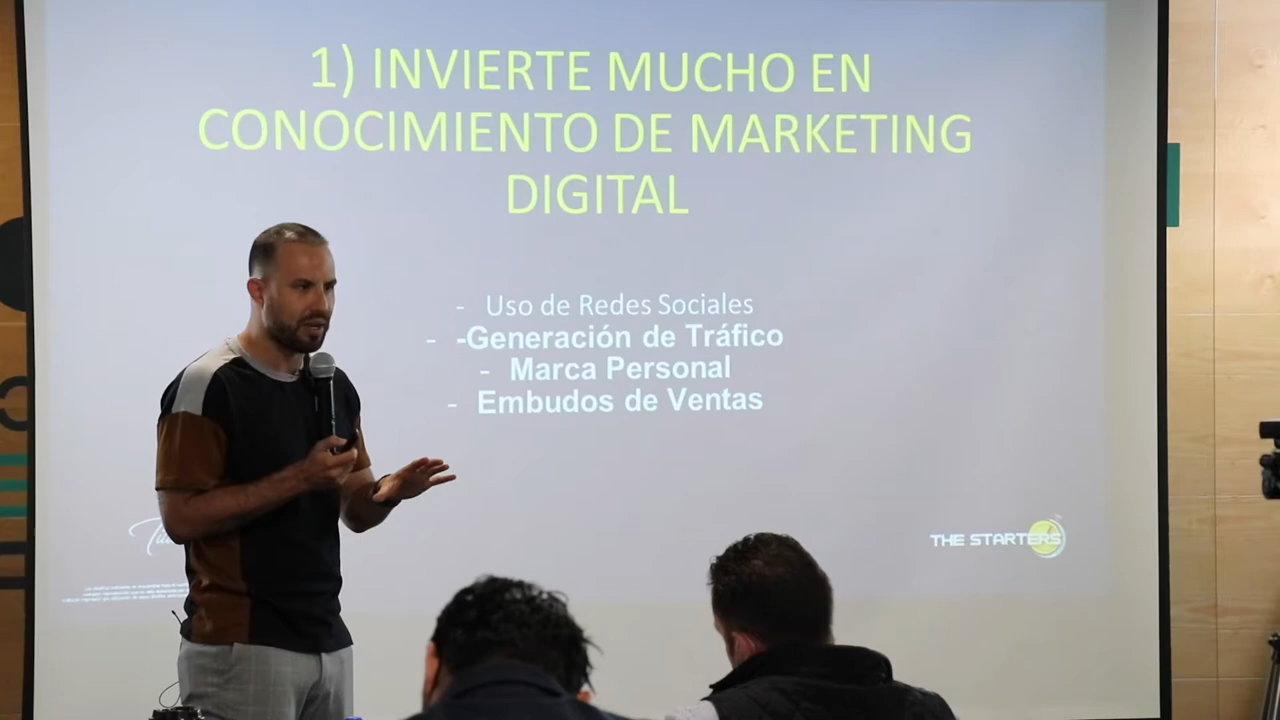 1) INVIERTE MUCHO EN
CONOCIMIENTO DE MARKETING
DIGITAL
- Uso de Redes Sociales
- -Generación de Tráfico
- Marca Personal
- Embudos de Ventas
THE STARTERS